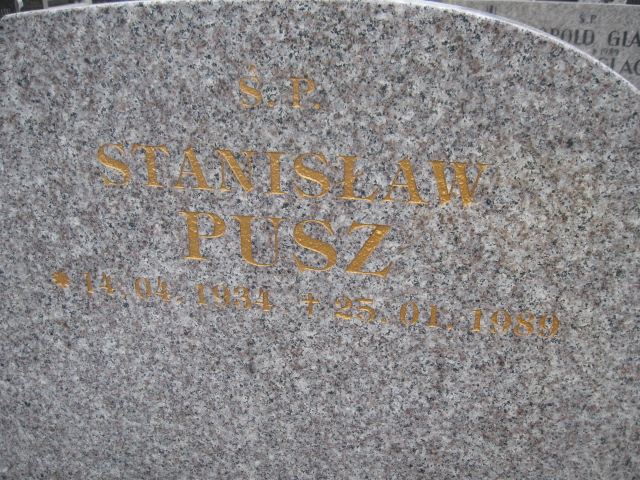 Ś.P.
STANISŁAW
PUSZ
* 14.04.1934 + 25.01.1989
Ś.P.